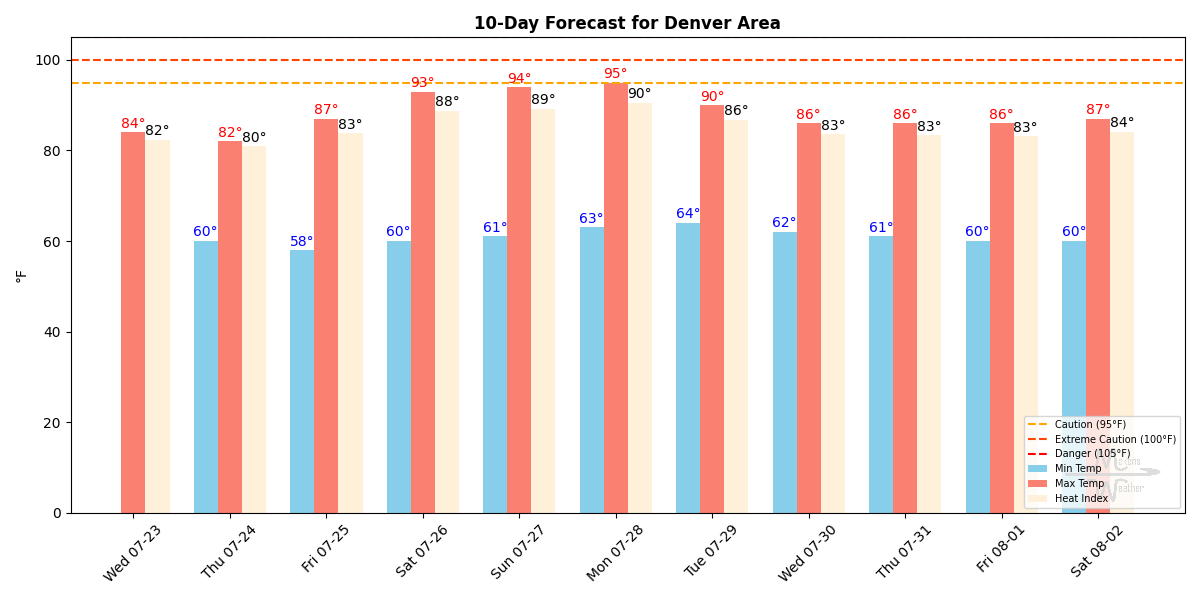 10-Day Forecast for Denver Area
°F
100
80
60
40
20
0
84° 82°
60° 82° 80°
58° 87° 83°
60° 93° 88°
61° 94° 89°
63° 95° 90°
64° 90° 86°
62° 86° 83°
61° 86° 83°
60° 86° 83°
60° 87° 84°
Wed 07-23
Thu 07-24
Fri 07-25
Sat 07-26
Sun 07-27
Mon 07-28
Tue 07-29
Wed 07-30
Thu 07-31
Fri 08-01
Sat 08-02
Caution (95°F)
Extreme Caution (100°F)
Danger (105°F)
Min Temp
Max Temp
Heat Index